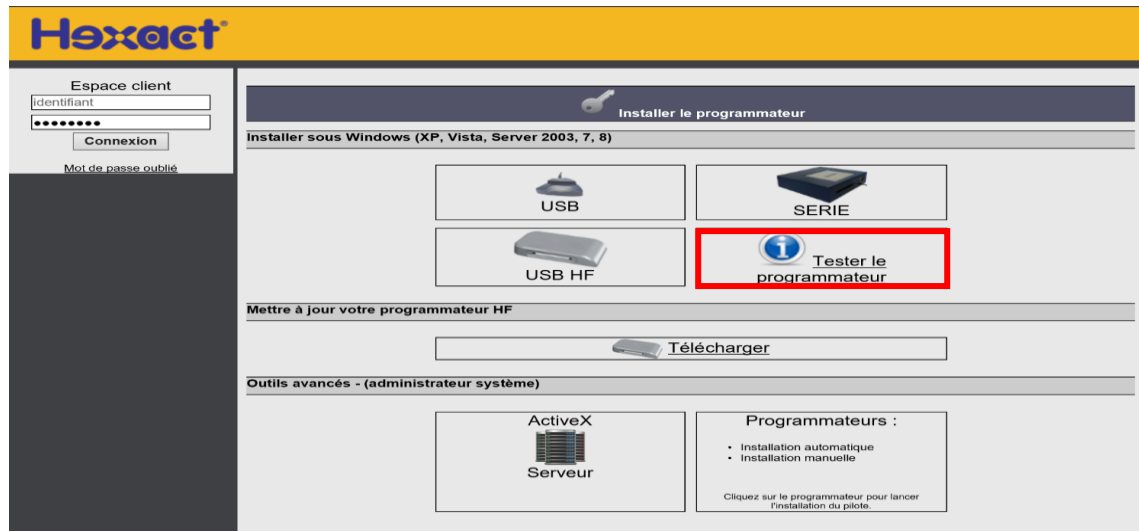 Hexact®
Espace client
identifiant
••••••••
Connexion
Mot de passe oublié
Installer le programmateur
Installer sous Windows (XP, Vista, Server 2003, 7, 8)
USB
SERIE
USB HF
Tester le
programmateur
Mettre à jour votre programmateur HF
Télécharger
Outils avancés - (administrateur système)
ActiveX
Serveur
Programmateurs :
• Installation automatique
• Installation manuelle
Cliquez sur le programmateur pour lancer
l'installation du pilote.